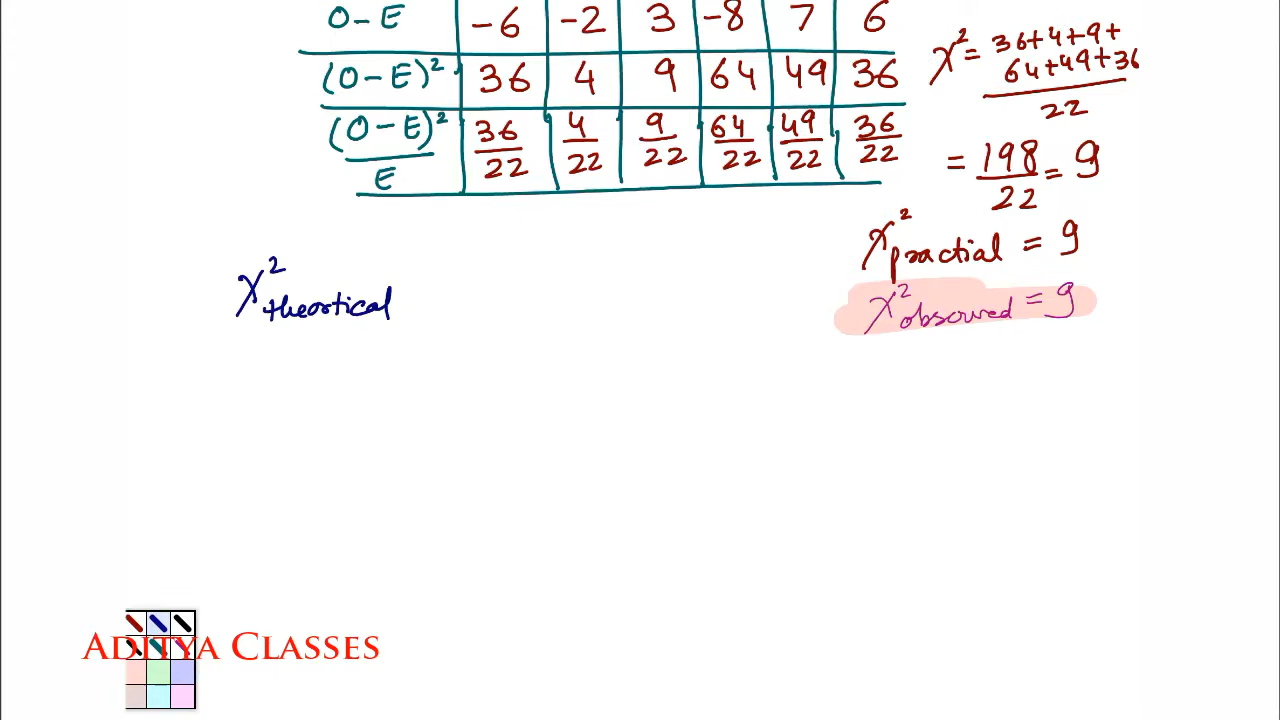 O-E -6 -2 3 -8 7 6
(O-E)² 36 4 9 64 49 36
(O-E)²/E 36/22 4/22 9/22 64/22 49/22 36/22
χ² = 36+4+9+
64+49+36
22
= 198/22 = 9
χ² practial = 9
χ² observed = 9
χ² theortical
ADITYA CLASSES